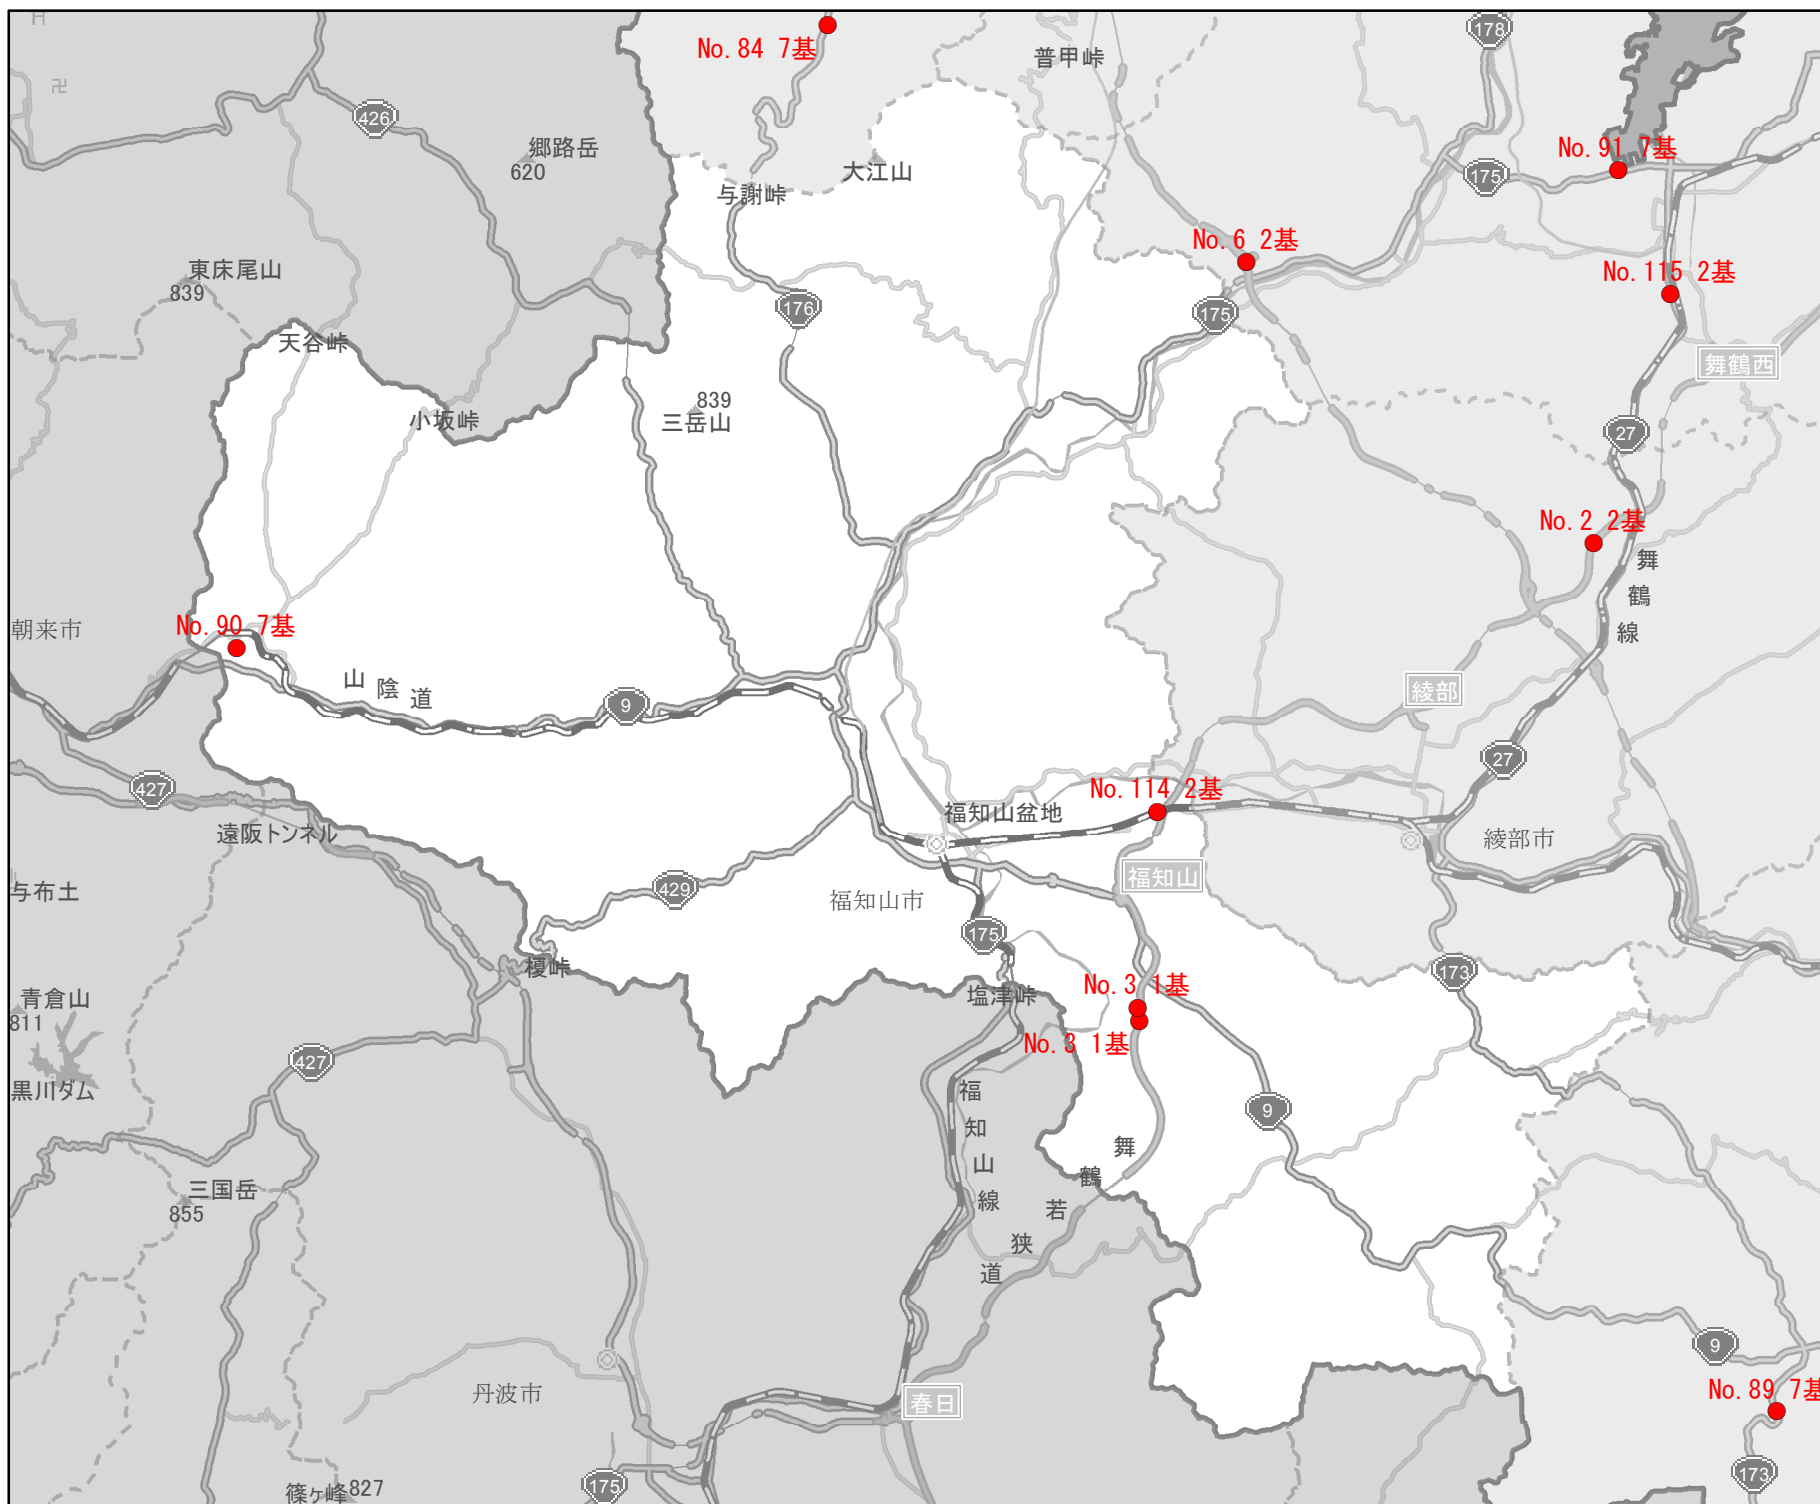 178
No. 84 7基
普甲峠
426
郷路岳
620
No. 91 7基
大江山
175
与謝峠
No. 6 2基
東床尾山
839
No. 115 2基
176
175
天谷峠
舞鶴西
839
三岳山
小坂峠
27
No. 2 2基
舞鶴線
朝来市
No. 90 7基
山陰道
9
綾部
27
427
No. 114 2基
福知山盆地
遠阪トンネル
綾部市
福知山
与布土
429
福知山市
175
榎峠
173
青倉山
811
塩津峠
No. 3 1基
No. 3 1基
427
黒川ダム
福知山線
9
舞鶴若狭道
三国岳
855
9
丹波市
春日
No. 89 7基
173
175
篠ヶ峰827